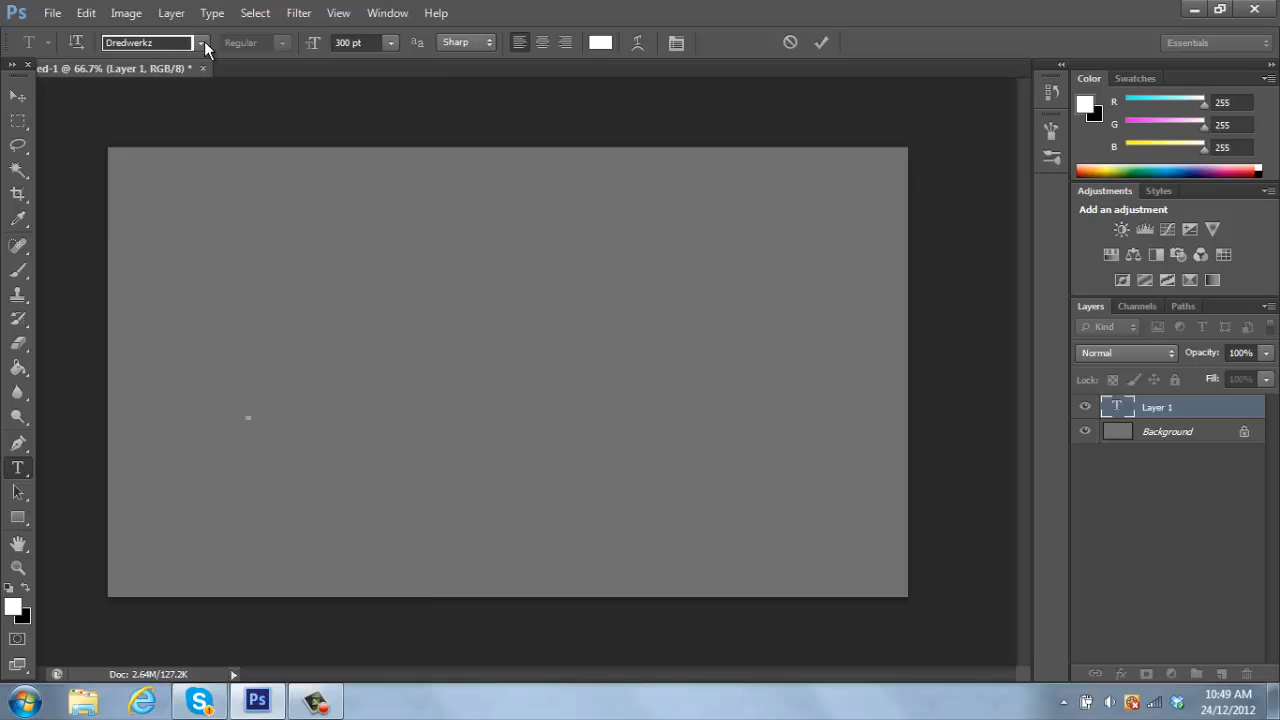 Ps File Edit Image Layer Type Select Filter View Window Help
T Dredwerkz Regular 300 pt aa Sharp Essentials
ed-1 @ 66.7% (Layer 1, RGB/8) * ×
Color Swatches
R 255
G 255
B 255
Adjustments Styles
Add an adjustment
Layers Channels Paths
Kind
Normal Opacity: 100%
Lock: Fill: 100%
T Layer 1
Background
Doc: 2.64M/127.2K
Ps
10:49 AM
24/12/2012